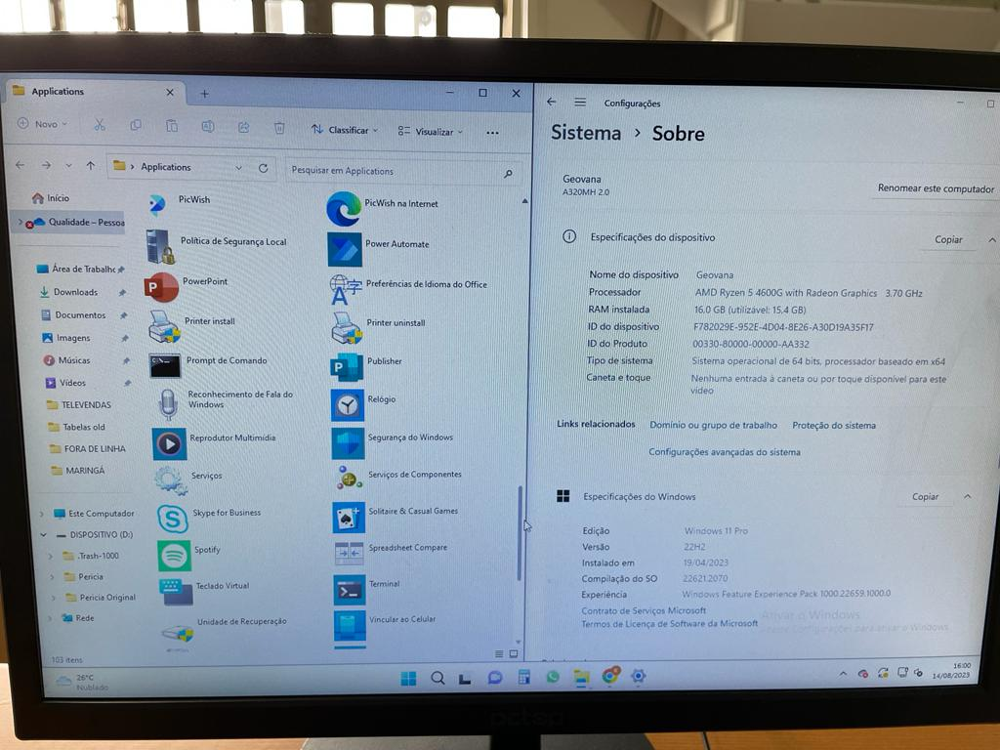 Applications
Novo
Classificar
Visualizar
Applications
Pesquisar em Applications
Início
Qualidade – Pessoa
Área de Trabalho
Downloads
Documentos
Imagens
Músicas
Vídeos
TELEVENDAS
Tabelas old
FORA DE LINHA
MARINGÁ
Este Computador
DISPOSITIVO (D:)
.Trash-1000
Pericia
Pericia Original
Rede
PicWish
PicWish na Internet
Política de Segurança Local
Power Automate
PowerPoint
Preferências de Idioma do Office
Printer install
Printer uninstall
Prompt de Comando
Publisher
Reconhecimento de Fala do
Windows
Relógio
Reprodutor Multimídia
Segurança do Windows
Serviços
Serviços de Componentes
Skype for Business
Solitaire & Casual Games
Spotify
Spreadsheet Compare
Teclado Virtual
Terminal
Unidade de Recuperação
Vincular ao Celular
103 itens
Configurações
Sistema > Sobre
Geovana
A320MH 2.0
Renomear este computador
Especificações do dispositivo
Copiar
Nome do dispositivo Geovana
Processador AMD Ryzen 5 4600G with Radeon Graphics 3.70 GHz
RAM instalada 16.0 GB (utilizável: 15.4 GB)
ID do dispositivo F782029E-952E-4D04-8E26-A30D19A35F17
ID do Produto 00330-80000-00000-AA332
Tipo de sistema Sistema operacional de 64 bits, processador baseado em x64
Caneta e toque Nenhuma entrada à caneta ou por toque disponível para este
vídeo
Links relacionados Domínio ou grupo de trabalho Proteção do sistema
Configurações avançadas do sistema
Especificações do Windows
Copiar
Edição Windows 11 Pro
Versão 22H2
Instalado em 19/04/2023
Compilação do SO 22621.2070
Experiência Windows Feature Experience Pack 1000.22659.1000.0
Contrato de Serviços Microsoft
Termos de Licença de Software da Microsoft
Ativar o Windows
Configurações para ativar o Windows.
26°C
Nublado
16:00
14/08/2023
pctop